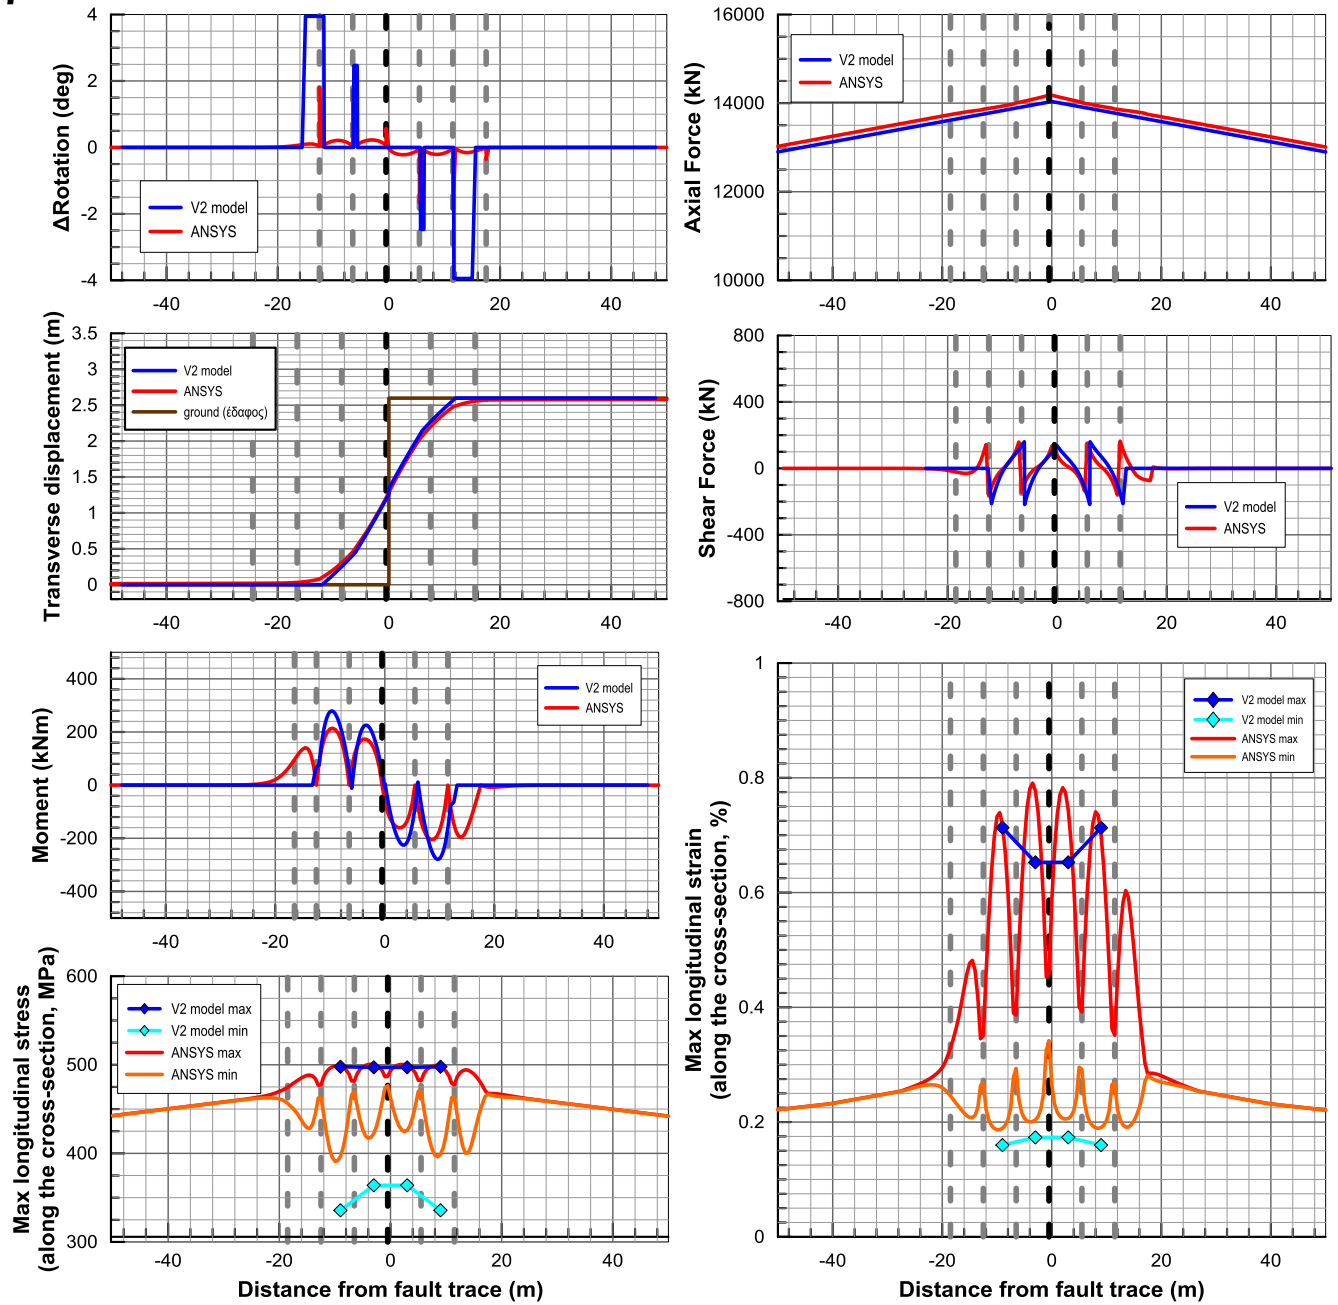 4
2
0
-2
-4
ΔRotation (deg)
V2 model
ANSYS
-40
-20
0
20
40
16000
14000
12000
10000
Axial Force (kN)
V2 model
ANSYS
-40
-20
0
20
40
3.5
3
2.5
2
1.5
1
0.5
0
Transverse displacement (m)
V2 model
ANSYS
ground (έδαφος)
-40
-20
0
20
40
800
400
0
-400
-800
Shear Force (kN)
V2 model
ANSYS
-40
-20
0
20
40
400
200
0
-200
-400
Moment (kNm)
V2 model
ANSYS
-40
-20
0
20
40
600
500
400
300
Max longitudinal stress
(along the cross-section, MPa)
V2 model max
V2 model min
ANSYS max
ANSYS min
-40
-20
0
20
40
Distance from fault trace (m)
1
0.8
0.6
0.4
0.2
0
Max longitudinal strain
(along the cross-section, %)
V2 model max
V2 model min
ANSYS max
ANSYS min
-40
-20
0
20
40
Distance from fault trace (m)